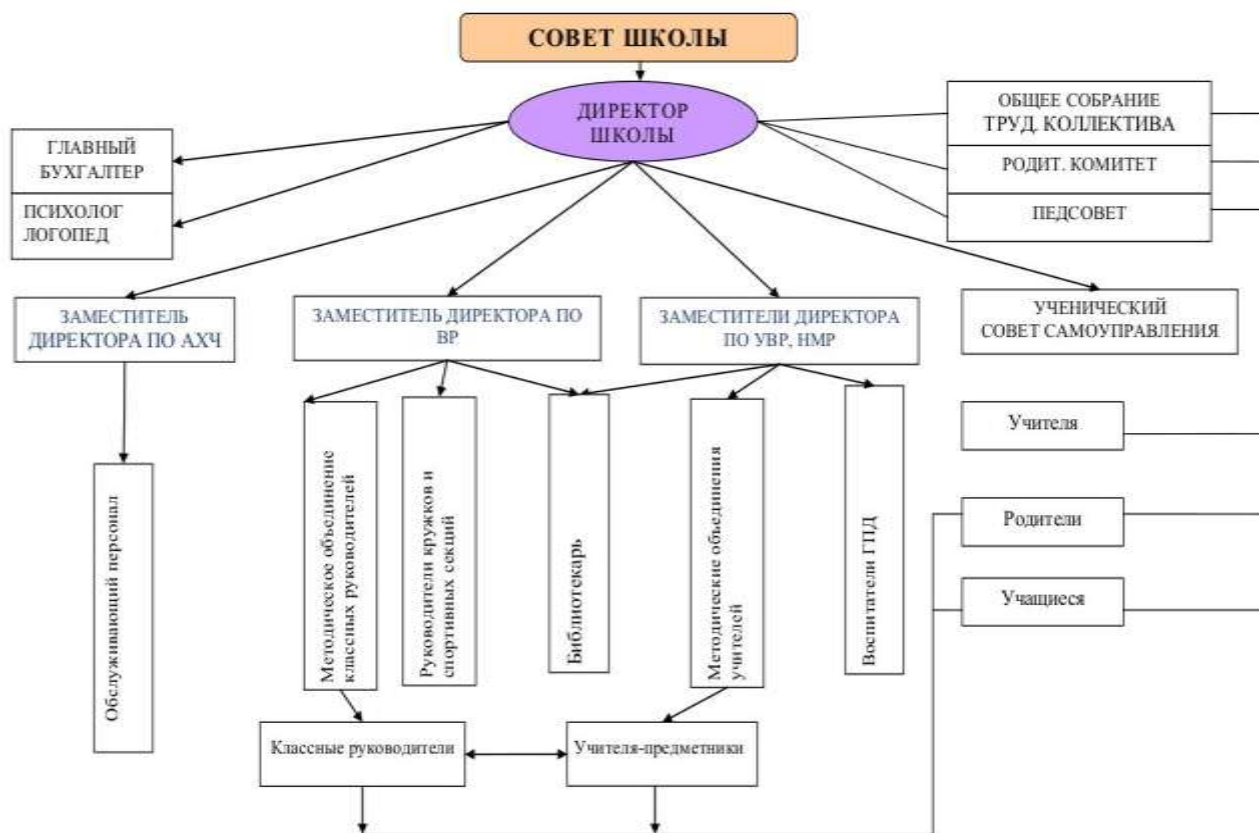 СОВЕТ ШКОЛЫ
ДИРЕКТОР
ШКОЛЫ
ОБЩЕЕ СОБРАНИЕ
ТРУД. КОЛЛЕКТИВА
РОДИТ. КОМИТЕТ
ПЕДСОВЕТ
ГЛАВНЫЙ
БУХГАЛТЕР
ПСИХОЛОГ
ЛОГОПЕД
ЗАМЕСТИТЕЛЬ
ДИРЕКТОРА ПО АХЧ
ЗАМЕСТИТЕЛЬ ДИРЕКТОРА ПО
ВР
ЗАМЕСТИТЕЛИ ДИРЕКТОРА
ПО УВР, НМР
УЧЕНИЧЕСКИЙ
СОВЕТ САМОУПРАВЛЕНИЯ
Обслуживающий персонал
Методическое объединение
классных руководителей
Руководители кружков и
спортивных секций
Библиотекарь
Методические объединения
учителей
Воспитатели ГПД
Учителя
Родители
Учащиеся
Классные руководители
Учителя-предметники